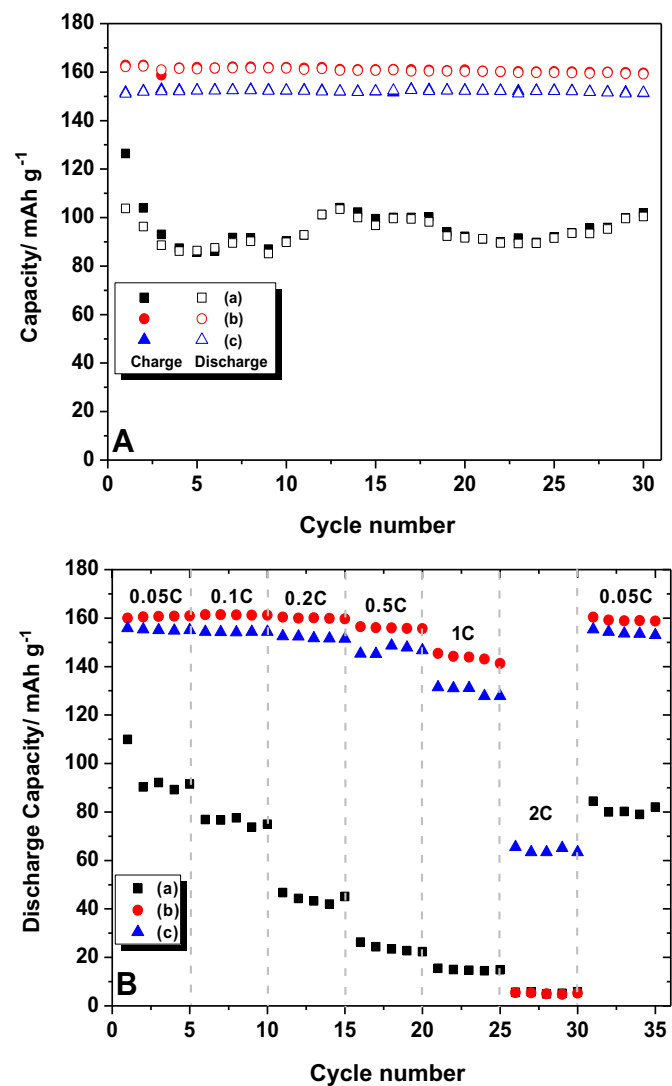 180
160
140
120
100
80
60
40
20
0
Capacity/ mAh g-1
(a)
(b)
(c)
Charge Discharge
A
0 5 10 15 20 25 30
Cycle number
180
160
140
120
100
80
60
40
20
0
Discharge Capacity/ mAh g-1
0.05C 0.1C 0.2C 0.5C 1C 2C 0.05C
(a)
(b)
(c)
B
0 5 10 15 20 25 30 35
Cycle number